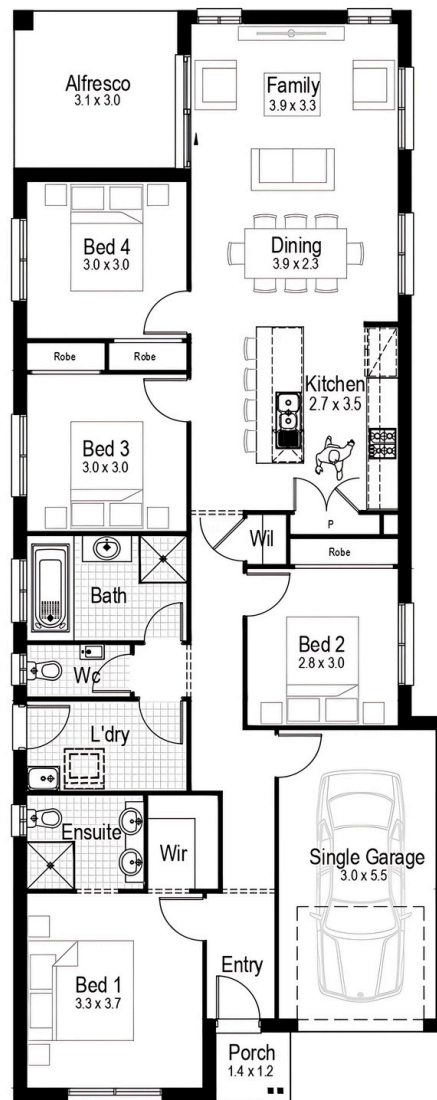 Alfresco
3.1 x 3.0
Family
3.9 x 3.3
Bed 4
3.0 x 3.0
Dining
3.9 x 2.3
Robe
Robe
Kitchen
2.7 x 3.5
Bed 3
3.0 x 3.0
P
Wil
Robe
Bath
Bed 2
2.8 x 3.0
Wc
L'dry
Ensuite
Wir
Single Garage
3.0 x 5.5
Entry
Bed 1
3.3 x 3.7
Porch
1.4 x 1.2